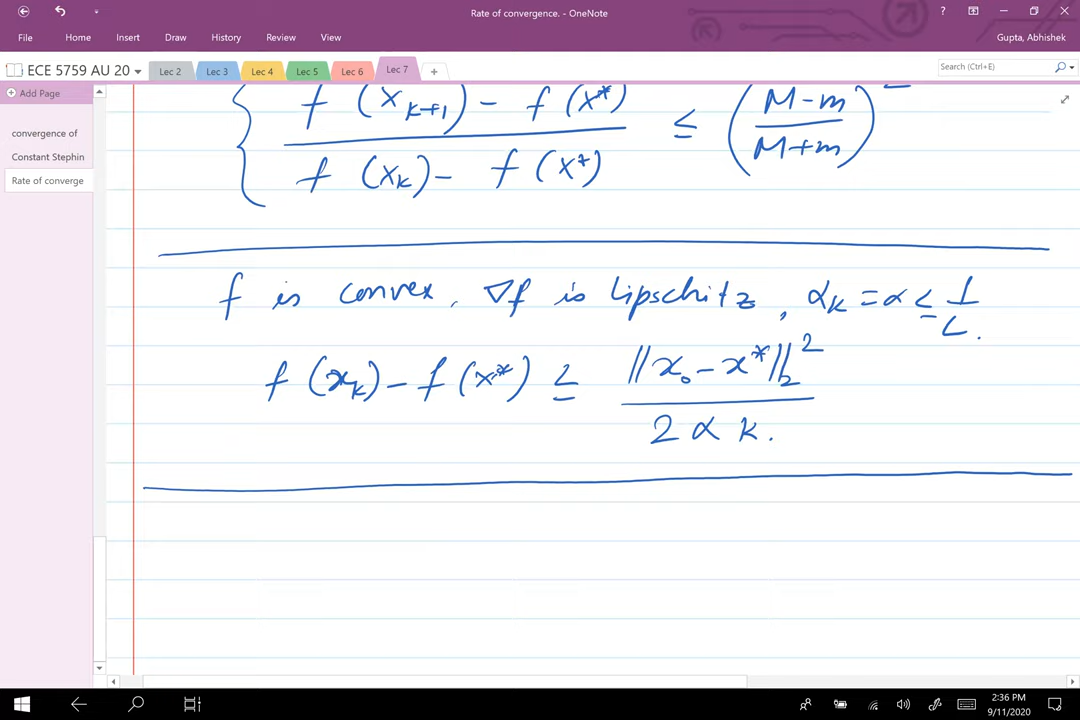 Rate of convergence. - OneNote
?
File Home Insert Draw History Review View Gupta, Abhishek
ECE 5759 AU 20 Lec 2 Lec 3 Lec 4 Lec 5 Lec 6 Lec 7 + Search (Ctrl+E)
Add Page
convergence of
Constant Stephin
Rate of converge
f (x_{k+1}) - f (x*)
/ f (x_k) - f (x*) ≤ (M-m / M+m)^2
f is convex, ∇f is Lipschitz, α_k = α ≤ 1/L.
f (x_k) - f (x*) ≤ ||x_0 - x*||_2^2 / 2 α k.
2:36 PM
9/11/2020